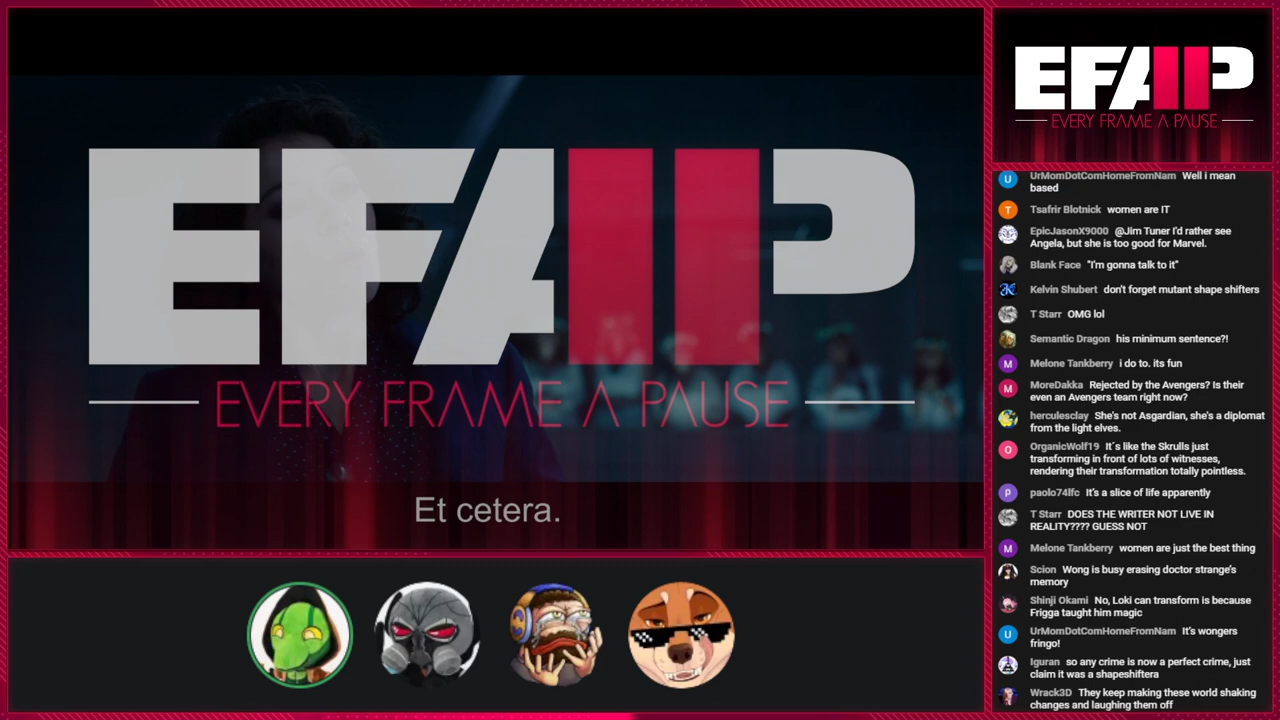 EFAP
EVERY FRAME A PAUSE
Et cetera.
EFAP
EVERY FRAME A PAUSE
UrMomDotComHomeFromNam Well i mean
based
Tsafrir Blotnick women are IT
EpicJasonX9000 @Jim Tuner I'd rather see
Angela, but she is too good for Marvel.
Blank Face "I'm gonna talk to it"
Kelvin Shubert don't forget mutant shape shifters
T Starr OMG lol
Semantic Dragon his minimum sentence?!
Melone Tankberry i do to. its fun
MoreDakka Rejected by the Avengers? Is their
even an Avengers team right now?
herculesclay She's not Asgardian, she's a diplomat
from the light elves.
OrganicWolf19 It´s like the Skrulls just
transforming in front of lots of witnesses,
rendering their transformation totally pointless.
paolo74lfc It's a slice of life apparently
T Starr DOES THE WRITER NOT LIVE IN
REALITY???? GUESS NOT
Melone Tankberry women are just the best thing
Scion Wong is busy erasing doctor strange's
memory
Shinji Okami No, Loki can transform is because
Frigga taught him magic
UrMomDotComHomeFromNam It's wongers
fringo!
Iguran so any crime is now a perfect crime, just
claim it was a shapeshiftera
Wrack3D They keep making these world shaking
changes and laughing them off